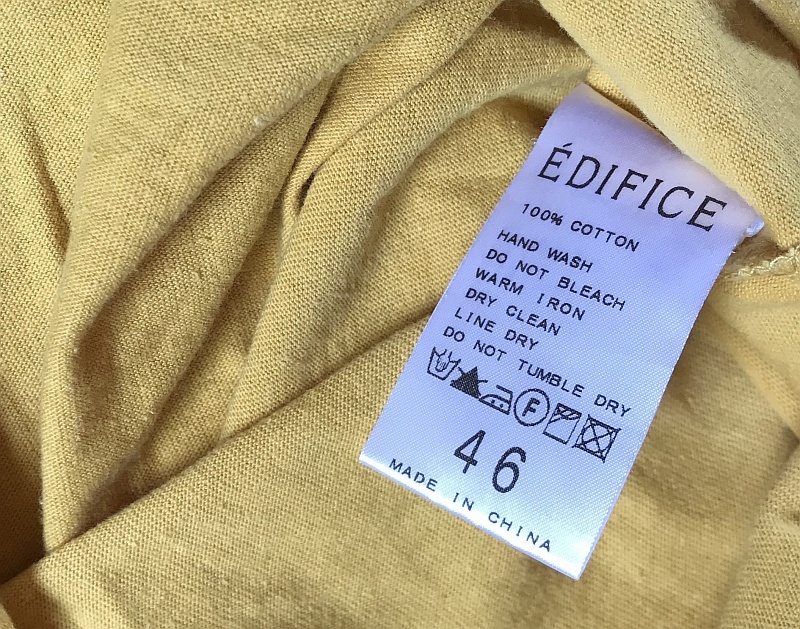 ÉDIFICE
100% COTTON
HAND WASH
DO NOT BLEACH
WARM IRON
DRY CLEAN
LINE DRY
DO NOT TUMBLE DRY
F
46
MADE IN CHINA